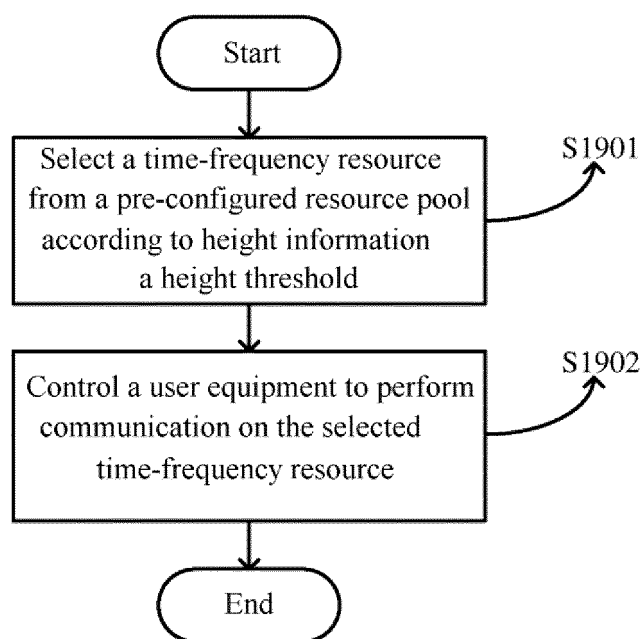 Start
Select a time-frequency resource
from a pre-configured resource pool
according to height information
a height threshold
S1901
Control a user equipment to perform
communication on the selected
time-frequency resource
S1902
End